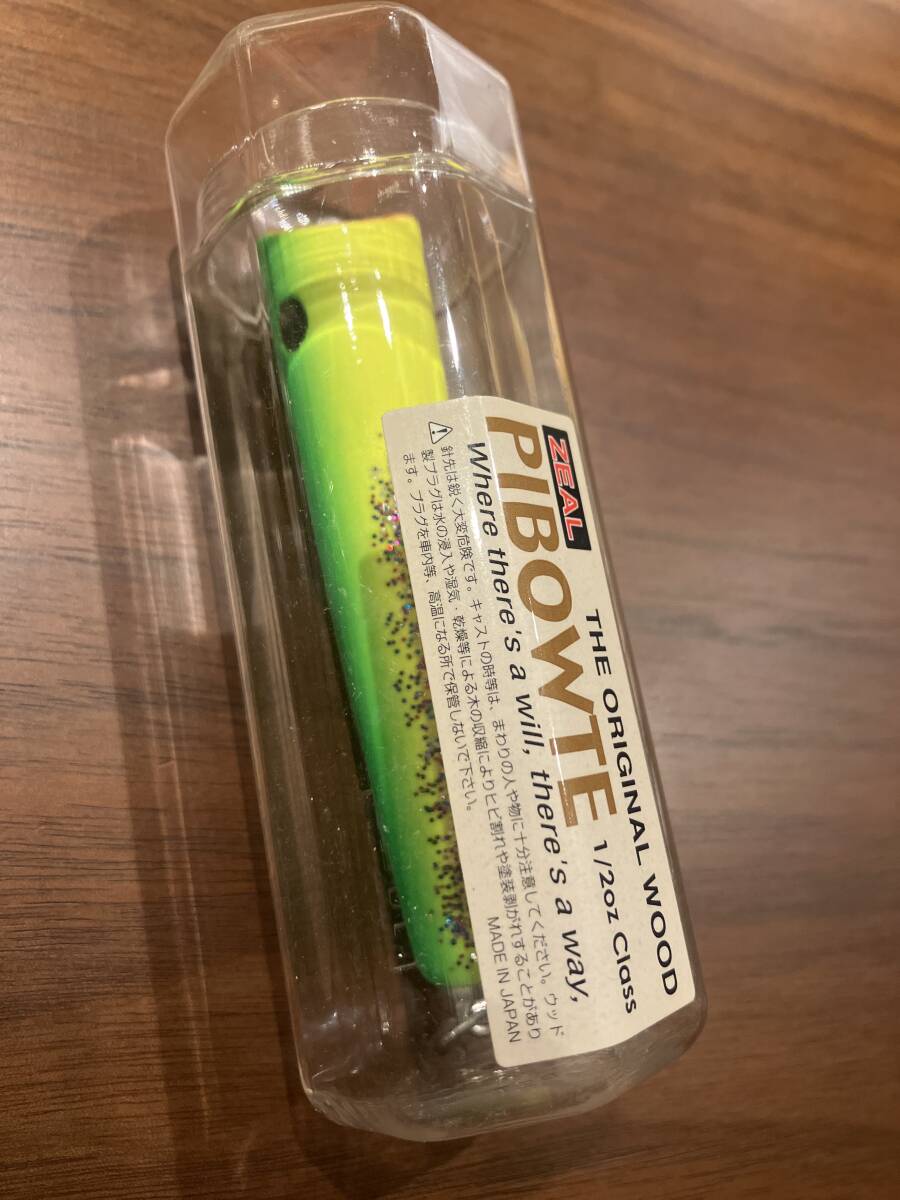 ZEAL
THE ORIGINAL WOOD
PIBOWTE 1/2oz Class
Where there's a will, there's a way,
⚠ 針先は鋭く大変危険です。キャストの時等は、まわりの人や物に十分注意してください。ウッド
製プラグは水の浸入や湿気・乾燥等による木の収縮によりヒビ割れや塗装剥がれすることがあり
ます。プラグを車内等、高温になる所で保管しないで下さい。
MADE IN JAPAN